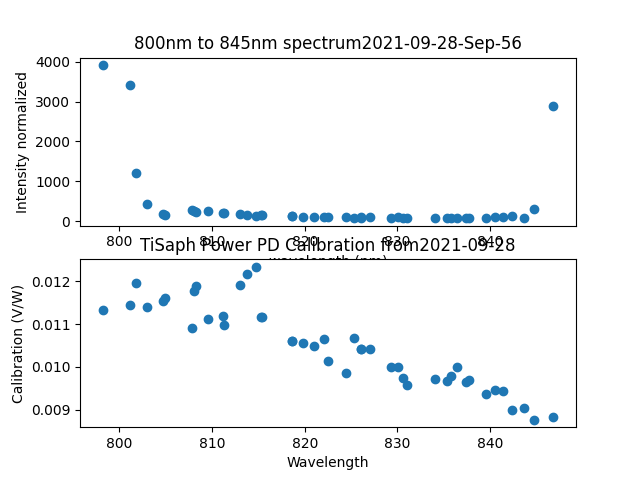 800nm to 845nm spectrum2021-09-28-Sep-56
4000
3000
2000
1000
0
Intensity normalized
800 810 820 830 840
wavelength (nm)
TiSaph Power PD Calibration from2021-09-28
0.012
0.011
0.010
0.009
Calibration (V/W)
800 810 820 830 840
Wavelength